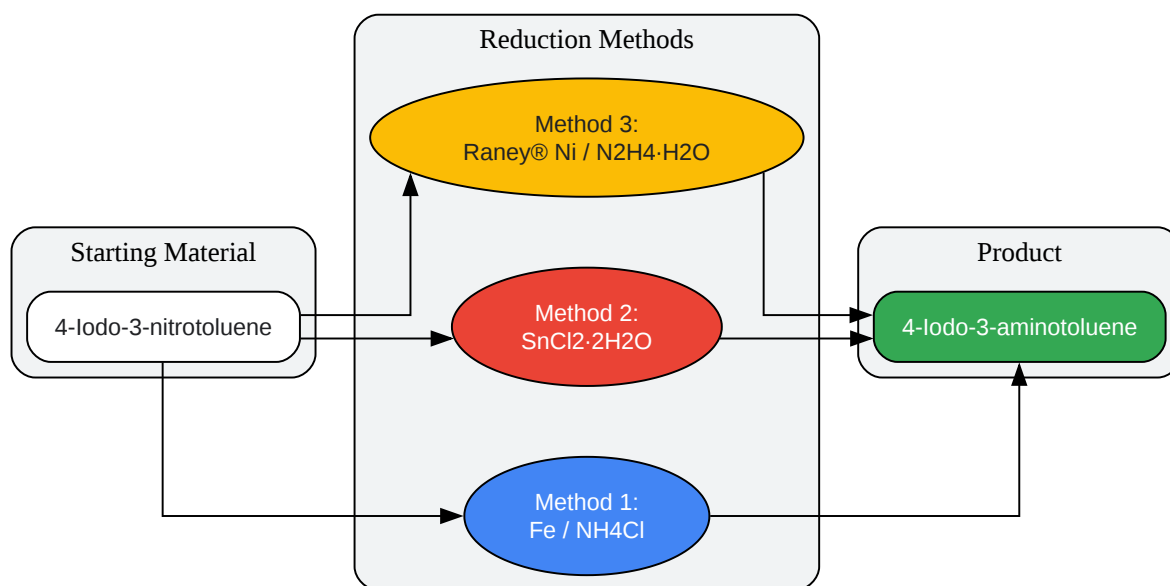 Reduction Methods
Method 3:
Raney® Ni / N2H4·H2O
Starting Material
4-Iodo-3-nitrotoluene
Method 2:
SnCl2·2H2O
Product
4-Iodo-3-aminotoluene
Method 1:
Fe / NH4Cl